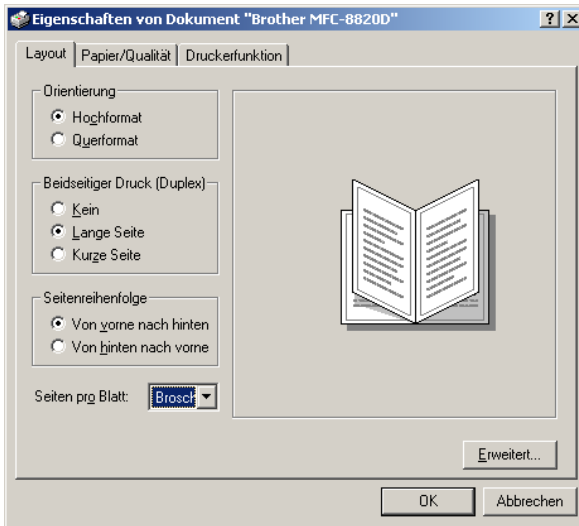 Eigenschaften von Dokument "Brother MFC-8820D"
Layout Papier/Qualität Druckerfunktion
Orientierung
Hochformat
Querformat
Beidseitiger Druck (Duplex)
Kein
Lange Seite
Kurze Seite
Seitenreihenfolge
Von vorne nach hinten
Von hinten nach vorne
Seiten pro Blatt: Brosch
Erweitert...
OK Abbrechen